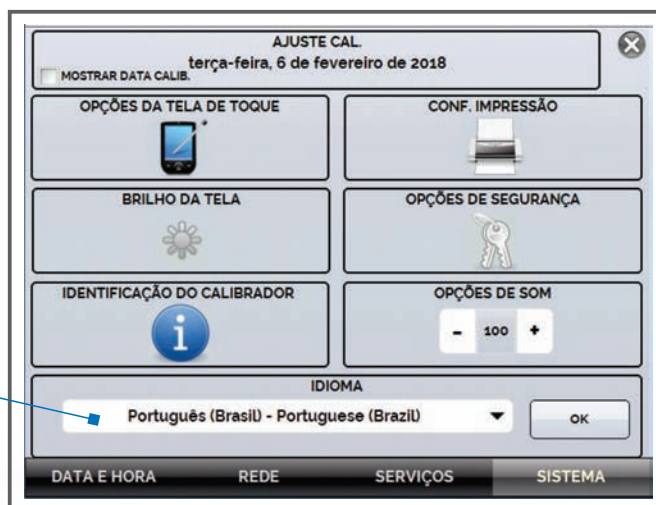 AJUSTE CAL.
terça-feira, 6 de fevereiro de 2018
MOSTRAR DATA CALIB.
OPÇÕES DA TELA DE TOQUE
CONF. IMPRESSÃO
BRILHO DA TELA
OPÇÕES DE SEGURANÇA
IDENTIFICAÇÃO DO CALIBRADOR
OPÇÕES DE SOM
- 100 +
IDIOMA
Português (Brasil) - Portuguese (Brazil)
OK
DATA E HORA REDE SERVIÇOS SISTEMA